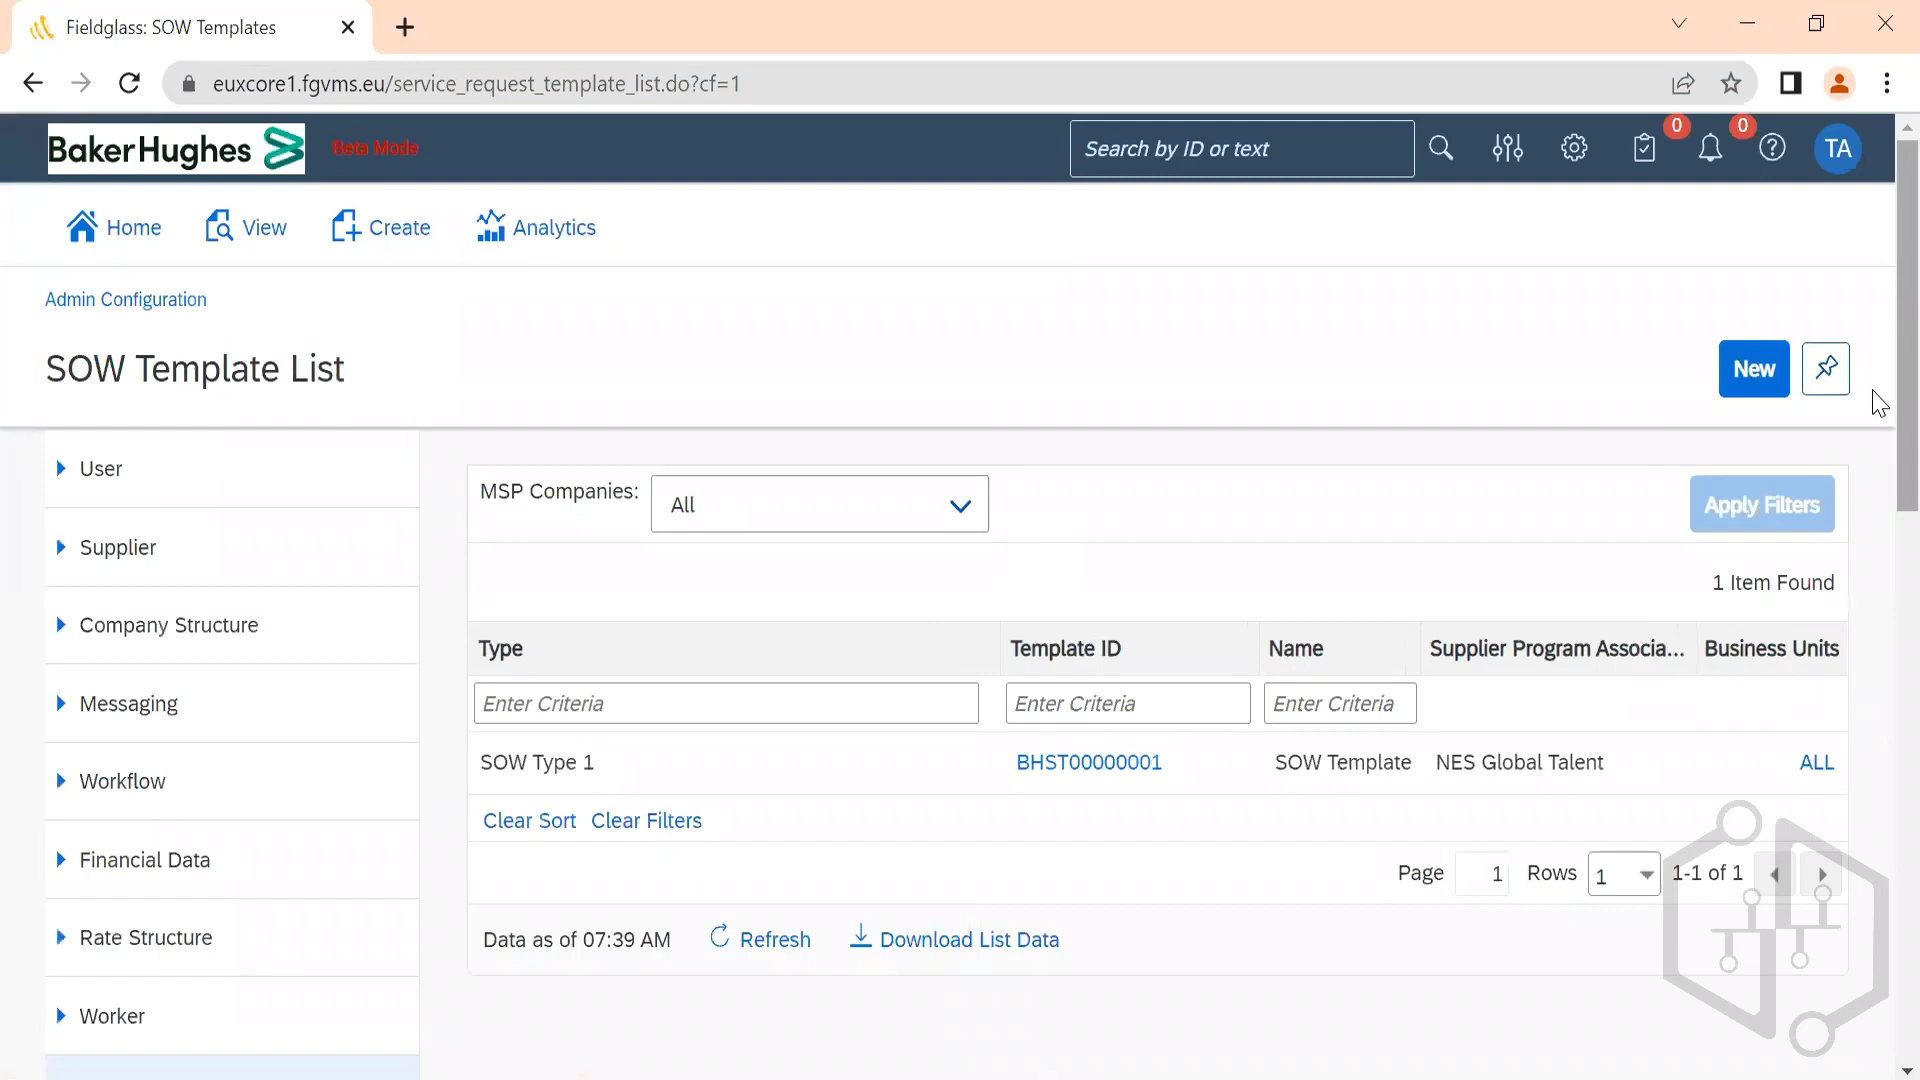 Fieldglass: SOW Templates
euxcore1.fgvms.eu/service_request_template_list.do?cf=1
Baker Hughes
Beta Mode
Search by ID or text
0
0
TA
Home
View
Create
Analytics
Admin Configuration
SOW Template List
New
User
Supplier
Company Structure
Messaging
Workflow
Financial Data
Rate Structure
Worker
MSP Companies:
All
Apply Filters
1 Item Found
Type Template ID Name Supplier Program Associa... Business Units
Enter Criteria Enter Criteria Enter Criteria
SOW Type 1 BHST00000001 SOW Template NES Global Talent ALL
Clear Sort Clear Filters
Page 1 Rows 1 1-1 of 1
Data as of 07:39 AM Refresh Download List Data